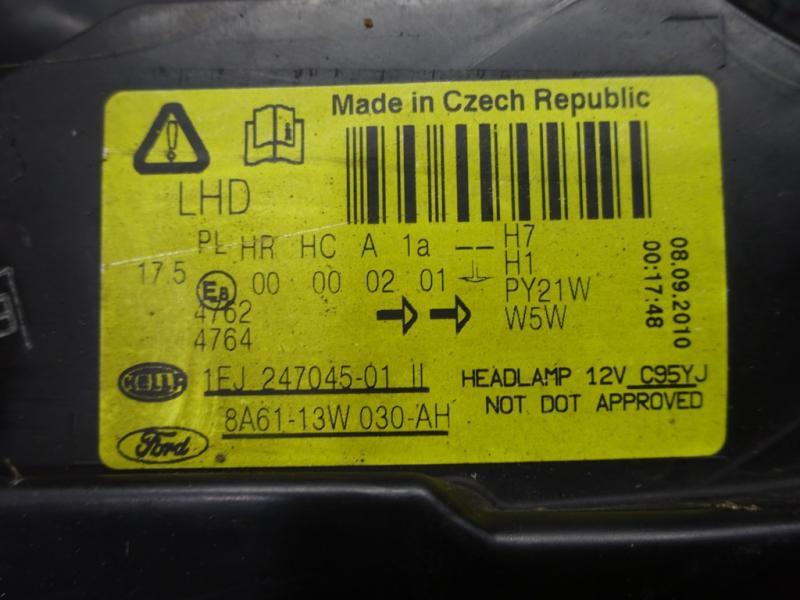 Made in Czech Republic
LHD
PL HR HC A 1a -- H7
17.5 E8 00 00 02 01 H1
4762 PY21W
4764 W5W
08.09.2010
00:17:48
HELLA 1EJ 247045-01 II
HEADLAMP 12V C95YJ
8A61-13W 030-AH
NOT DOT APPROVED
Ford